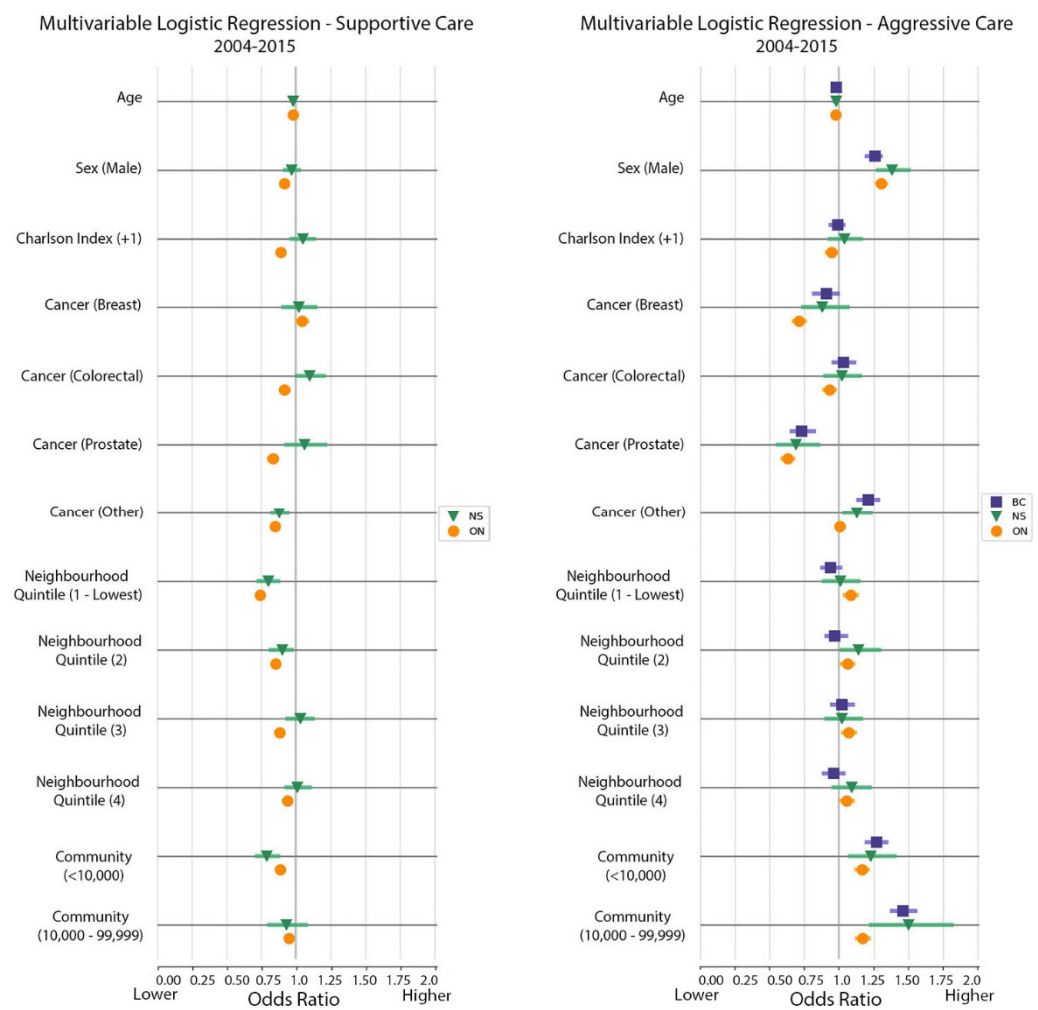 Multivariable Logistic Regression - Supportive Care
2004-2015
Age
Sex (Male)
Charlson Index (+1)
Cancer (Breast)
Cancer (Colorectal)
Cancer (Prostate)
Cancer (Other)
Neighbourhood
Quintile (1 - Lowest)
Neighbourhood
Quintile (2)
Neighbourhood
Quintile (3)
Neighbourhood
Quintile (4)
Community
(<10,000)
Community
(10,000 - 99,999)
NS
ON
0.00 0.25 0.50 0.75 1.0 1.25 1.50 1.75 2.0
Lower Odds Ratio Higher
Multivariable Logistic Regression - Aggressive Care
2004-2015
Age
Sex (Male)
Charlson Index (+1)
Cancer (Breast)
Cancer (Colorectal)
Cancer (Prostate)
Cancer (Other)
Neighbourhood
Quintile (1 - Lowest)
Neighbourhood
Quintile (2)
Neighbourhood
Quintile (3)
Neighbourhood
Quintile (4)
Community
(<10,000)
Community
(10,000 - 99,999)
BC
NS
ON
0.00 0.25 0.50 0.75 1.0 1.25 1.50 1.75 2.0
Lower Odds Ratio Higher